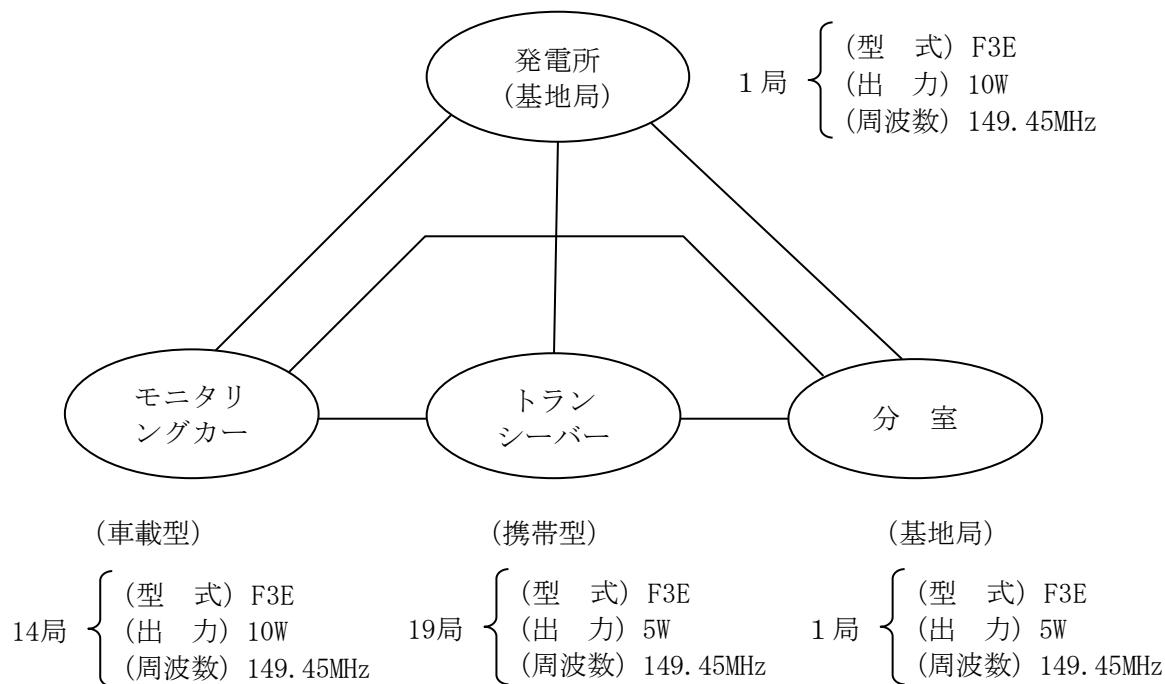 発電所
(基地局)
1局
(型　式) F3E
(出　力) 10W
(周波数) 149.45MHz
モニタリ
ングカー
トラン
シーバー
分　室
(車載型)
14局
(型　式) F3E
(出　力) 10W
(周波数) 149.45MHz
(携帯型)
19局
(型　式) F3E
(出　力) 5W
(周波数) 149.45MHz
(基地局)
1局
(型　式) F3E
(出　力) 5W
(周波数) 149.45MHz